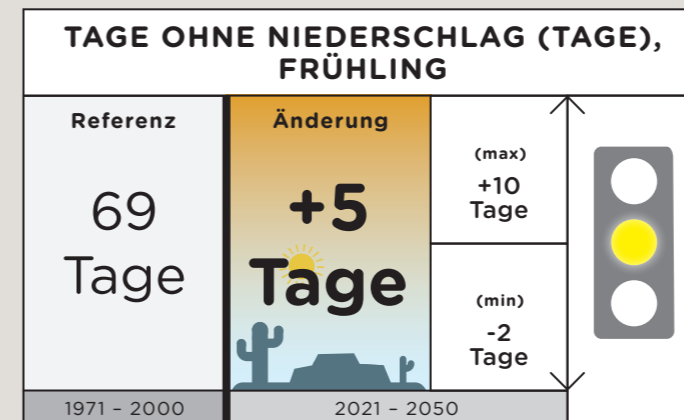 TAGE OHNE NIEDERSCHLAG (TAGE),
FRÜHLING
Referenz
69
Tage
1971 – 2000
Änderung
+5
Tage
(max)
+10
Tage
(min)
-2
Tage
2021 – 2050